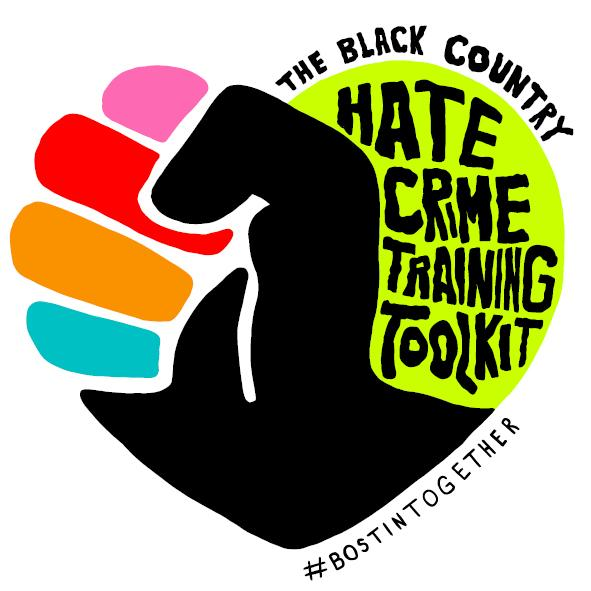 THE BLACK COUNTRY
HATE
CRIME
TRAINING
TOOLKIT
#BOSTINTOGETHER